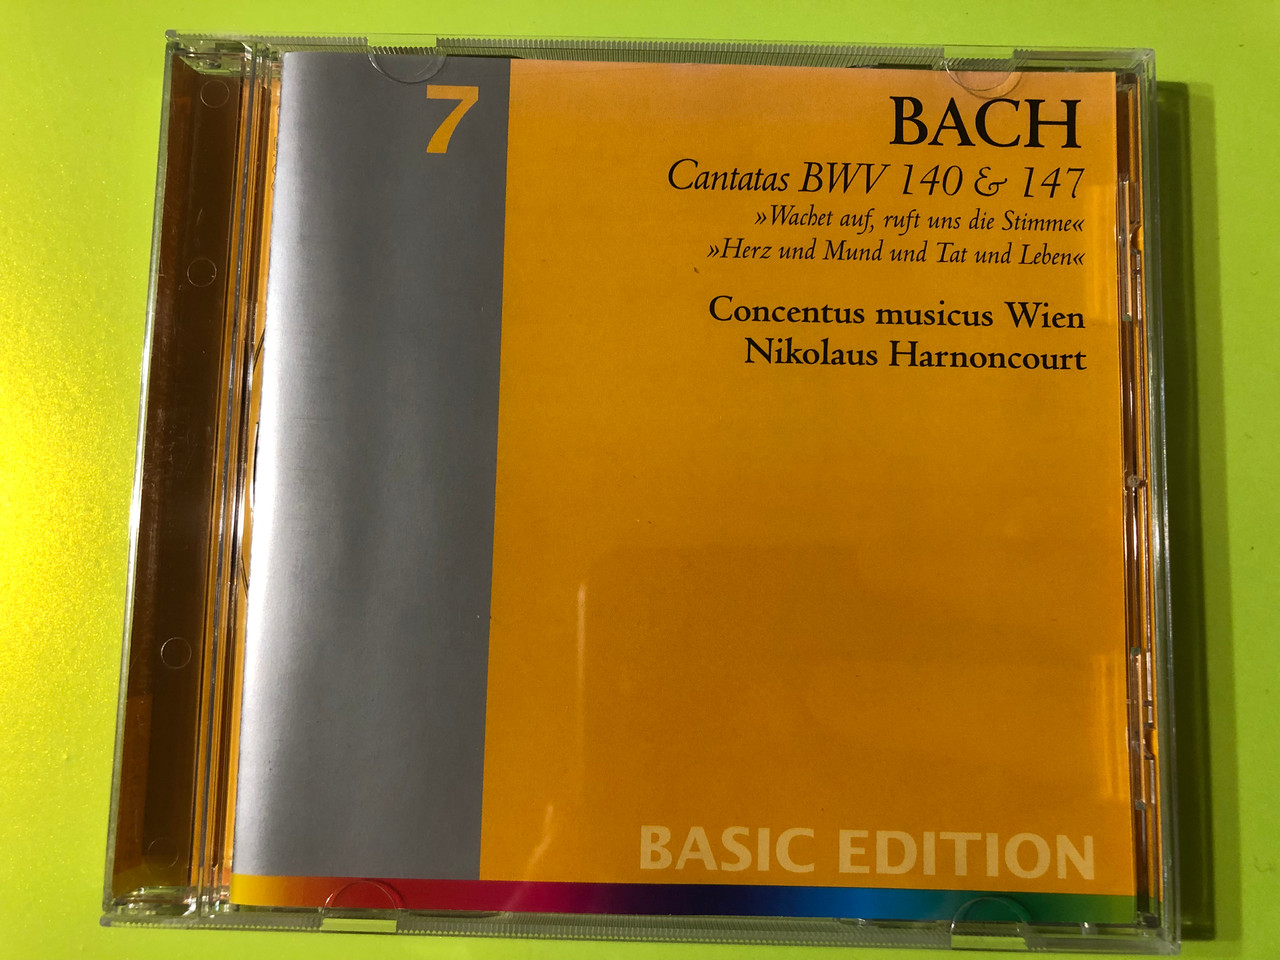 7
BACH
Cantatas BWV 140 & 147
»Wachet auf, ruft uns die Stimme«
»Herz und Mund und Tat und Leben«
Concentus musicus Wien
Nikolaus Harnoncourt
BASIC EDITION